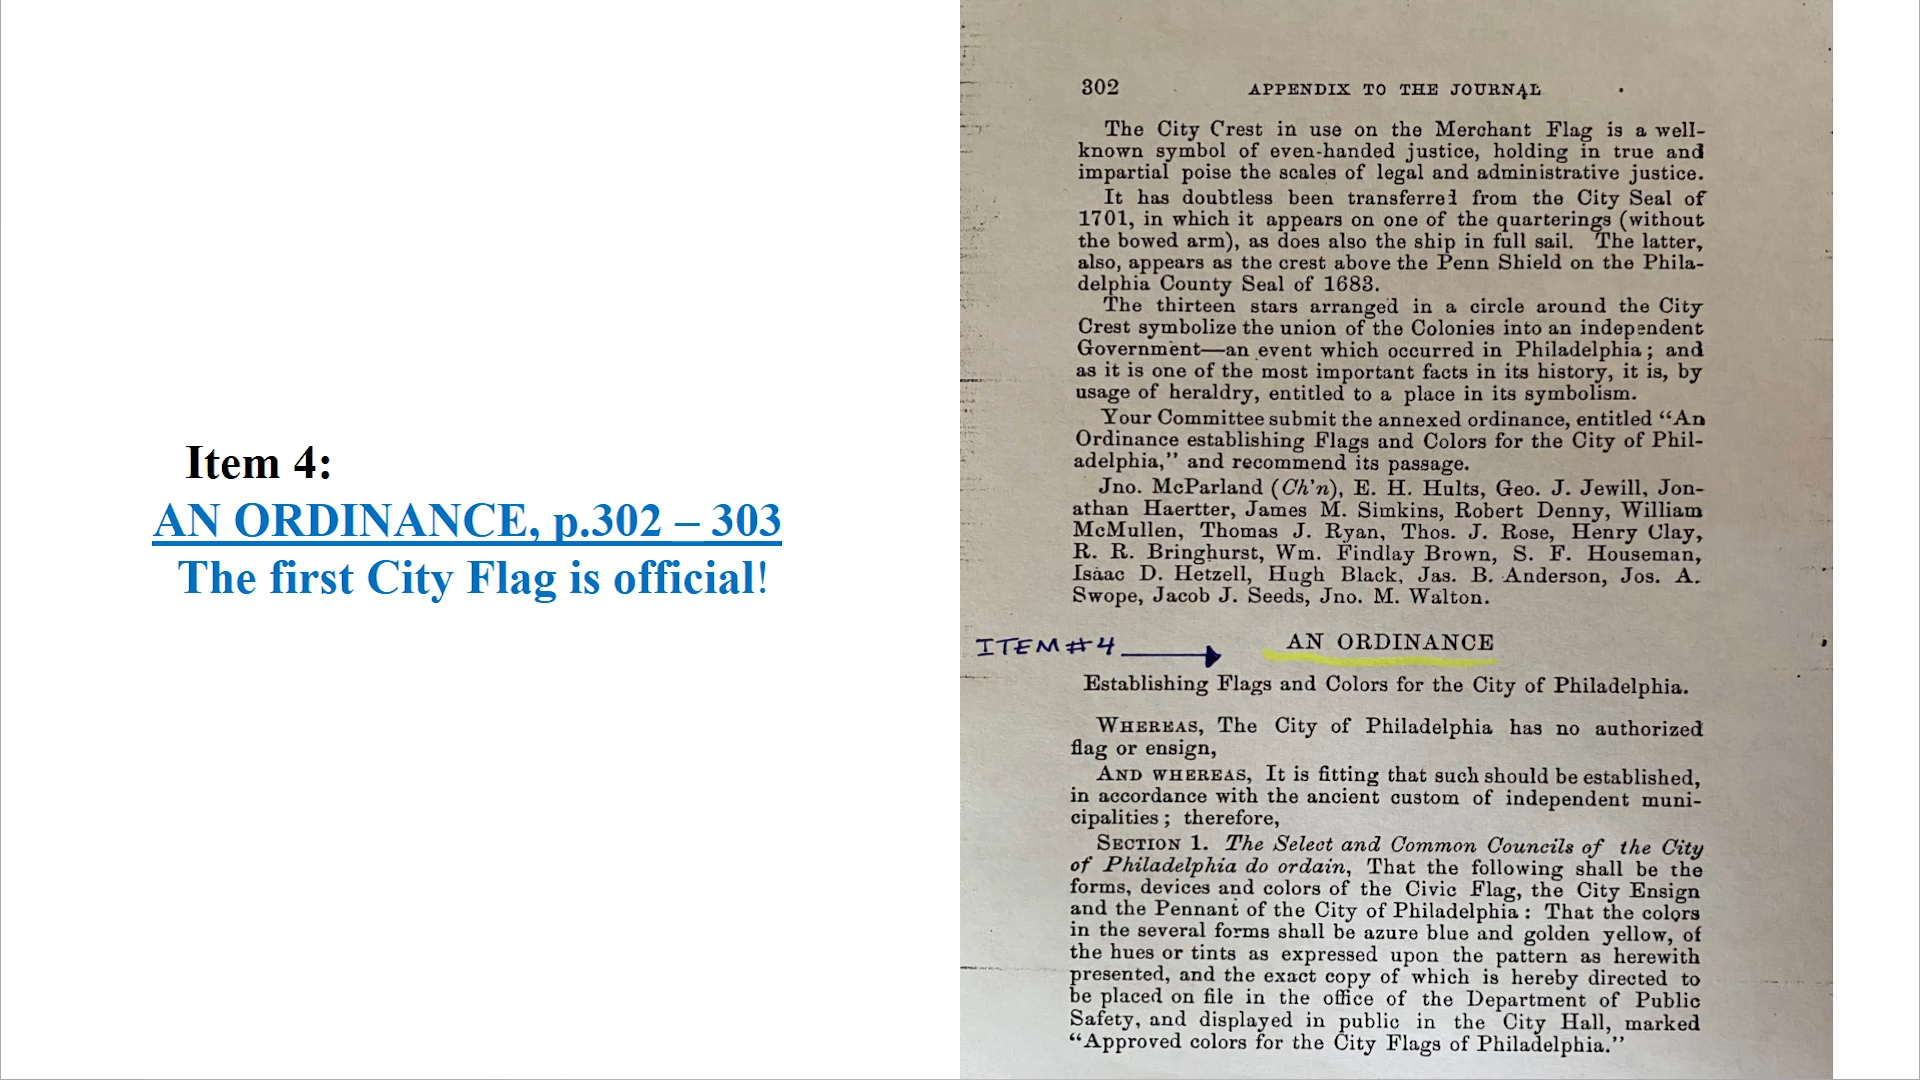 Item 4:
AN ORDINANCE, p.302 – 303
The first City Flag is official!
302 APPENDIX TO THE JOURNAL
The City Crest in use on the Merchant Flag is a well-
known symbol of even-handed justice, holding in true and
impartial poise the scales of legal and administrative justice.
It has doubtless been transferred from the City Seal of
1701, in which it appears on one of the quarterings (without
the bowed arm), as does also the ship in full sail. The latter,
also, appears as the crest above the Penn Shield on the Phila-
delphia County Seal of 1683.
The thirteen stars arranged in a circle around the City
Crest symbolize the union of the Colonies into an independent
Government—an event which occurred in Philadelphia; and
as it is one of the most important facts in its history, it is, by
usage of heraldry, entitled to a place in its symbolism.
Your Committee submit the annexed ordinance, entitled “An
Ordinance establishing Flags and Colors for the City of Phil-
adelphia,” and recommend its passage.
Jno. McParland (Ch’n), E. H. Hults, Geo. J. Jewill, Jon-
athan Haertter, James M. Simkins, Robert Denny, William
McMullen, Thomas J. Ryan, Thos. J. Rose, Henry Clay,
R. R. Bringhurst, Wm. Findlay Brown, S. F. Houseman,
Isaac D. Hetzell, Hugh Black, Jas. B. Anderson, Jos. A.
Swope, Jacob J. Seeds, Jno. M. Walton.
ITEM #4
AN ORDINANCE
Establishing Flags and Colors for the City of Philadelphia.
WHEREAS, The City of Philadelphia has no authorized
flag or ensign,
AND WHEREAS, It is fitting that such should be established,
in accordance with the ancient custom of independent muni-
cipalities; therefore,
SECTION 1. The Select and Common Councils of the City
of Philadelphia do ordain, That the following shall be the
forms, devices and colors of the Civic Flag, the City Ensign
and the Pennant of the City of Philadelphia: That the colors
in the several forms shall be azure blue and golden yellow, of
the hues or tints as expressed upon the pattern as herewith
presented, and the exact copy of which is hereby directed to
be placed on file in the office of the Department of Public
Safety, and displayed in public in the City Hall, marked
“Approved colors for the City Flags of Philadelphia.”